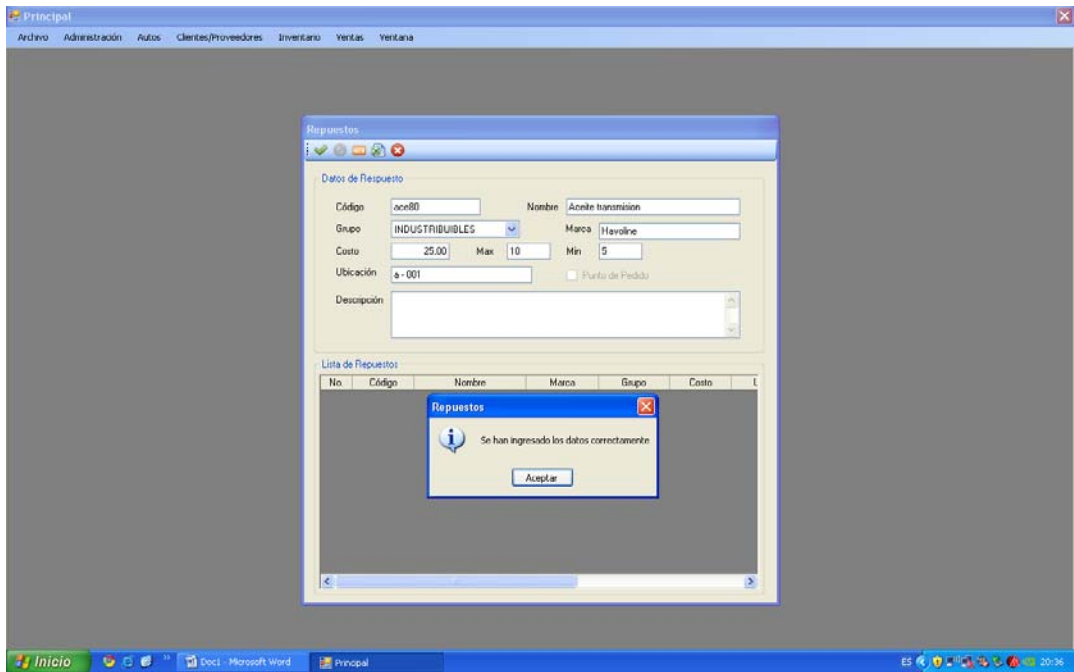 Principal
Archivo Administración Autos Clientes/Proveedores Inventario Ventas Ventana
Repuestos
Datos de Respuesto
Código ace80 Nombre Aceite transmision
Grupo INDUSTRIBUIBLES Marca Havoline
Costo 25.00 Max 10 Min 5
Ubicación a - 001 Punto de Pedido
Descripción
Lista de Repuestos
No. Código Nombre Marca Grupo Costo
Repuestos
Se han ingresado los datos correctamente
Aceptar
Inicio Doc1 - Microsoft Word Principal ES 20:36